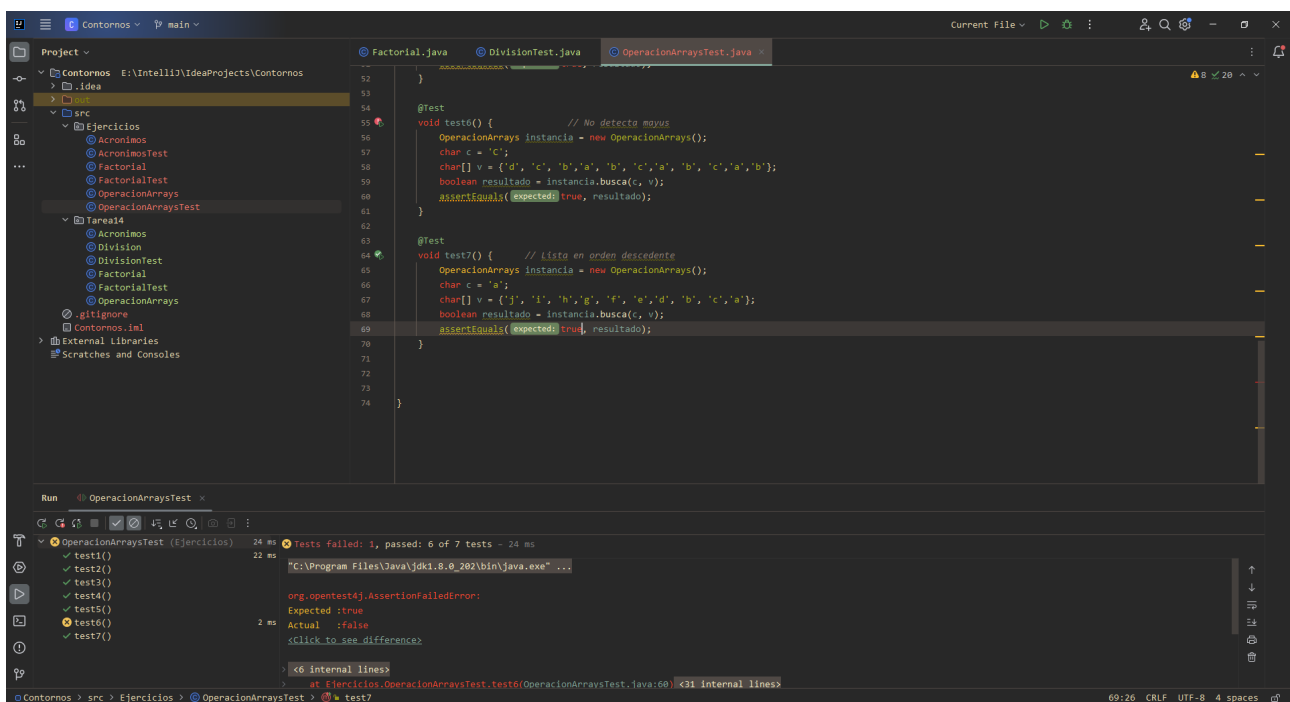 Contornos main Current File
Project
Factorial.java DivisionTest.java OperacionArraysTest.java
Contornos E:\IntelliJ\IdeaProjects\Contornos
.idea
out
src
Ejercicios
Acronimos
AcronimosTest
Factorial
FactorialTest
OperacionArrays
OperacionArraysTest
Tarea14
Acronimos
Division
DivisionTest
Factorial
FactorialTest
OperacionArrays
.gitignore
Contornos.iml
External Libraries
Scratches and Consoles
8 20
52 }
53
54 @Test
55 void test6() { // No detecta mayus
56 OperacionArrays instancia = new OperacionArrays();
57 char c = 'C';
58 char[] v = {'d', 'c', 'b','a', 'b', 'c','a', 'b', 'c','a','b'};
59 boolean resultado = instancia.busca(c, v);
60 assertEquals( expected: true, resultado);
61 }
62
63 @Test
64 void test7() { // Lista en orden descedente
65 OperacionArrays instancia = new OperacionArrays();
66 char c = 'a';
67 char[] v = {'j', 'i', 'h','g', 'f', 'e','d', 'b', 'c','a'};
68 boolean resultado = instancia.busca(c, v);
69 assertEquals( expected: true, resultado);
70 }
71
72
73
74 }
Run OperacionArraysTest
OperacionArraysTest (Ejercicios) 24 ms
test1() 22 ms
test2()
test3()
test4()
test5()
test6() 2 ms
test7()
Tests failed: 1, passed: 6 of 7 tests – 24 ms
"C:\Program Files\Java\jdk1.8.0_202\bin\java.exe" ...
org.opentest4j.AssertionFailedError:
Expected :true
Actual :false
<Click to see difference>
<6 internal lines>
at Ejercicios.OperacionArraysTest.test6(OperacionArraysTest.java:60) <31 internal lines>
Contornos > src > Ejercicios > OperacionArraysTest > test7 69:26 CRLF UTF-8 4 spaces